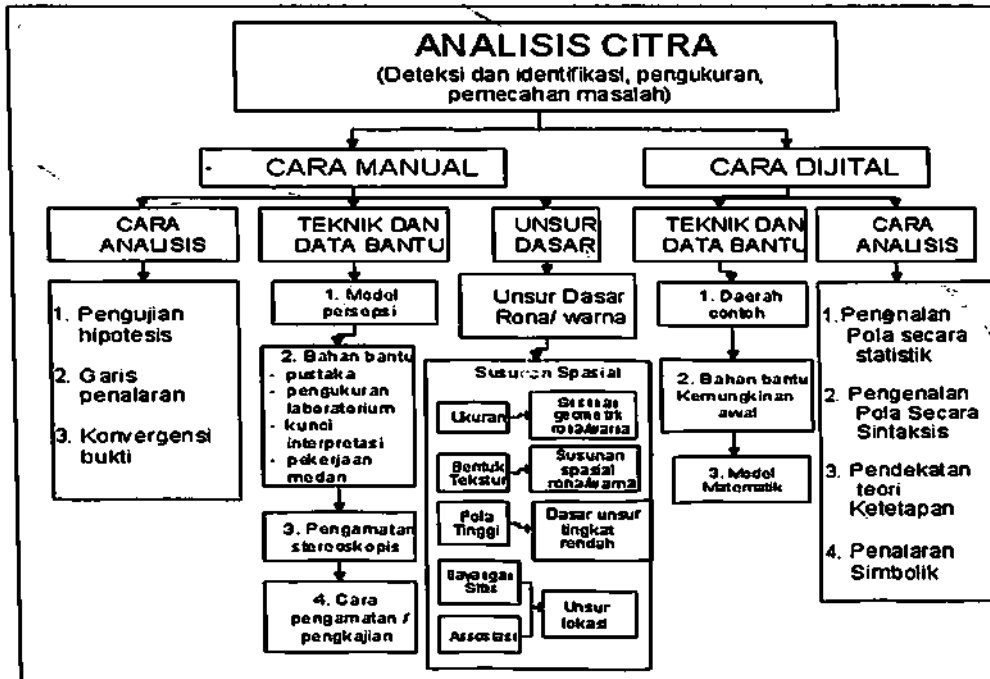 ANALISIS CITRA
(Deteksi dan identifikasi, pengukuran,
pemecahan masalah)
CARA MANUAL
CARA DIJITAL
CARA
ANALISIS
TEKNIK DAN
DATA BANTU
UNSUR
DASAR
TEKNIK DAN
DATA BANTU
CARA
ANALISIS
1. Pengujian
hipotesis
2. Garis
penalaran
3. Konvergensi
bukti
1. Model
persepsi
2. Bahan bantu
- pustaka
- pengukuran
laboratorium
- kunci
interpretasi
- pekerjaan
medan
3. Pengamatan
stereoskopis
4. Cara
pengamatan /
pengkajian
Unsur Dasar
Rona/ warna
Susunan Spasial
Ukuran
Susunan
geometrik
rona/warna
Bentuk
Tekstur
Susunan
spasial
rona/warna
Pola
Tinggi
Dasar unsur
tingkat
rendah
Bayangan
Situs
Assosiasi
Unsur
lokasi
1. Daerah
contoh
2. Bahan bantu
Kemungkinan
awal
3. Model
Matematik
1. Pengenalan
Pola secara
statistik
2. Pengenalan
Pola Secara
Sintaksis
3. Pendekatan
teori
Ketetapan
4. Penalaran
Simbolik